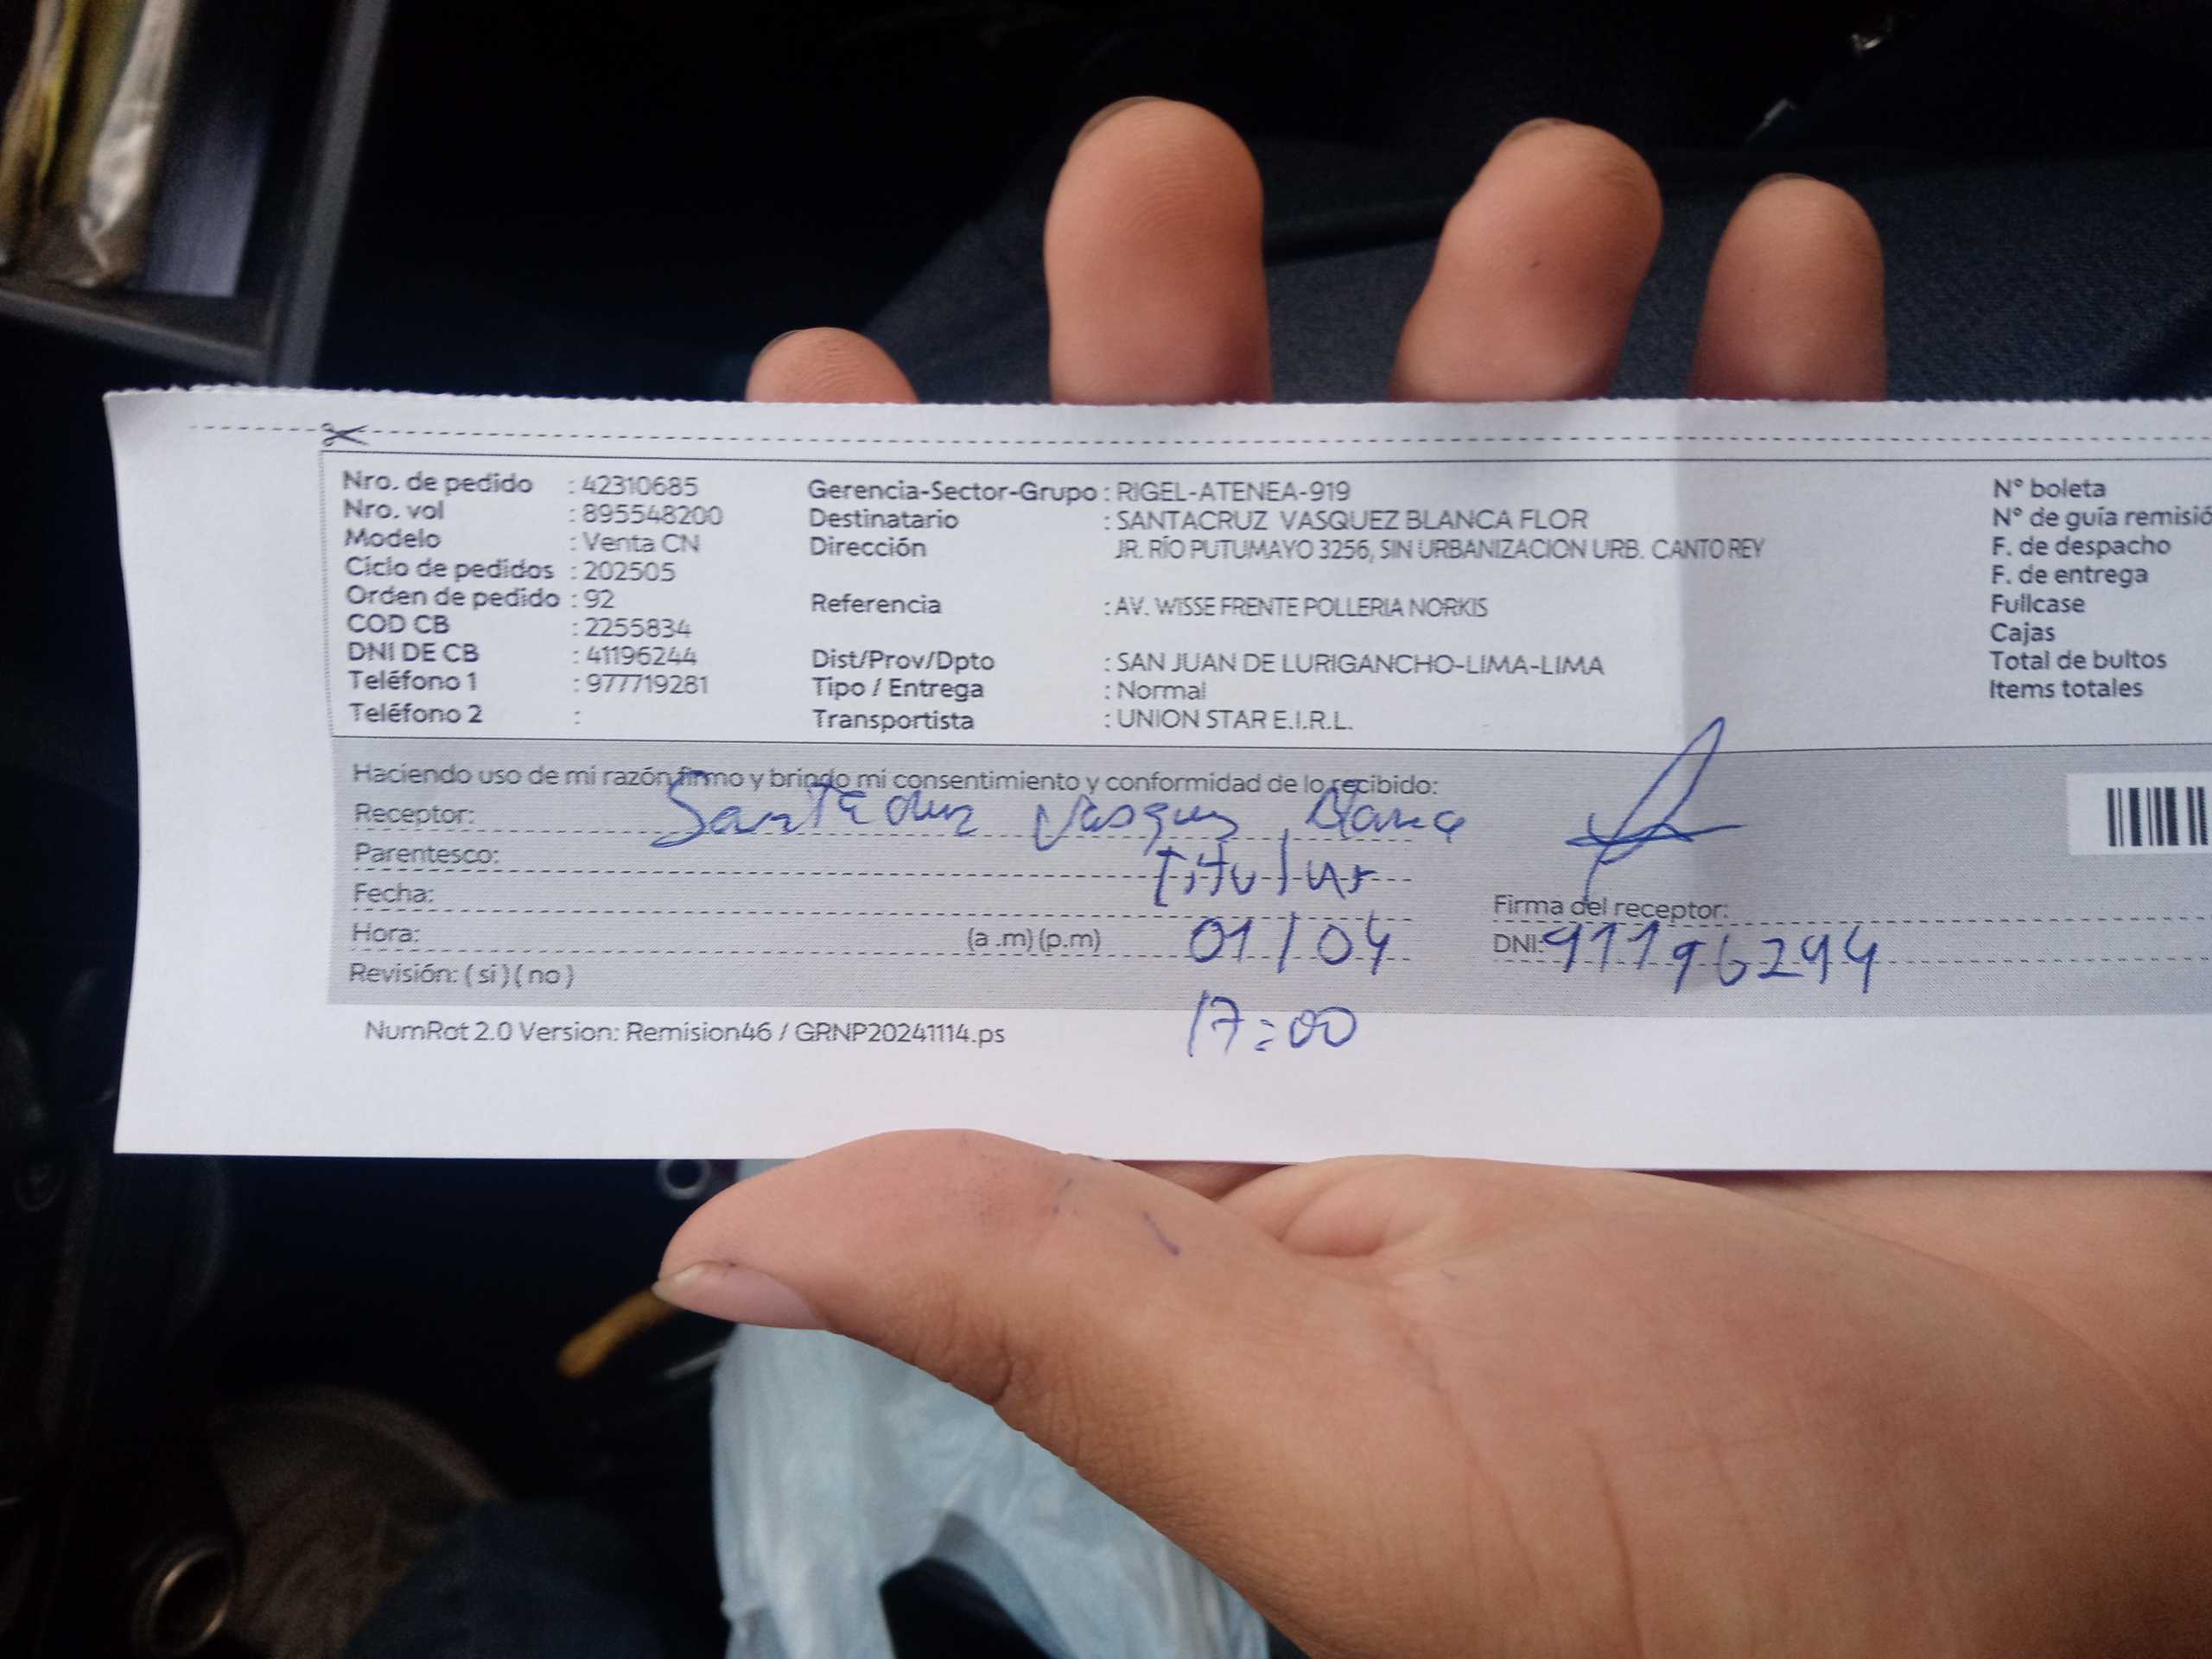 Nro. de pedido : 42310685
Nro. vol : 895548200
Modelo : Venta CN
Ciclo de pedidos : 202505
Orden de pedido : 92
COD CB : 2255834
DNI DE CB : 41196244
Teléfono 1 : 977719281
Teléfono 2 :
Gerencia-Sector-Grupo : RIGEL-ATENEA-919
Destinatario : SANTACRUZ VASQUEZ BLANCA FLOR
Dirección JR. RÍO PUTUMAYO 3256, SIN URBANIZACION URB. CANTO REY
Referencia : AV. WISSE FRENTE POLLERIA NORKIS
Dist/Prov/Dpto : SAN JUAN DE LURIGANCHO-LIMA-LIMA
Tipo / Entrega : Normal
Transportista : UNION STAR E.I.R.L.
N° boleta
N° de guía remisió
F. de despacho
F. de entrega
Fullcase
Cajas
Total de bultos
Items totales
Haciendo uso de mi razón firmo y brindo mi consentimiento y conformidad de lo recibido:
Receptor: Santacruz Vasquez Blanca
Parentesco: Titular
Fecha:
Hora: (a .m) (p.m) 01/04
Revisión: ( si ) ( no )
17:00
Firma del receptor:
DNI: 41196244
NumRot 2.0 Version: Remision46 / GRNP20241114.ps